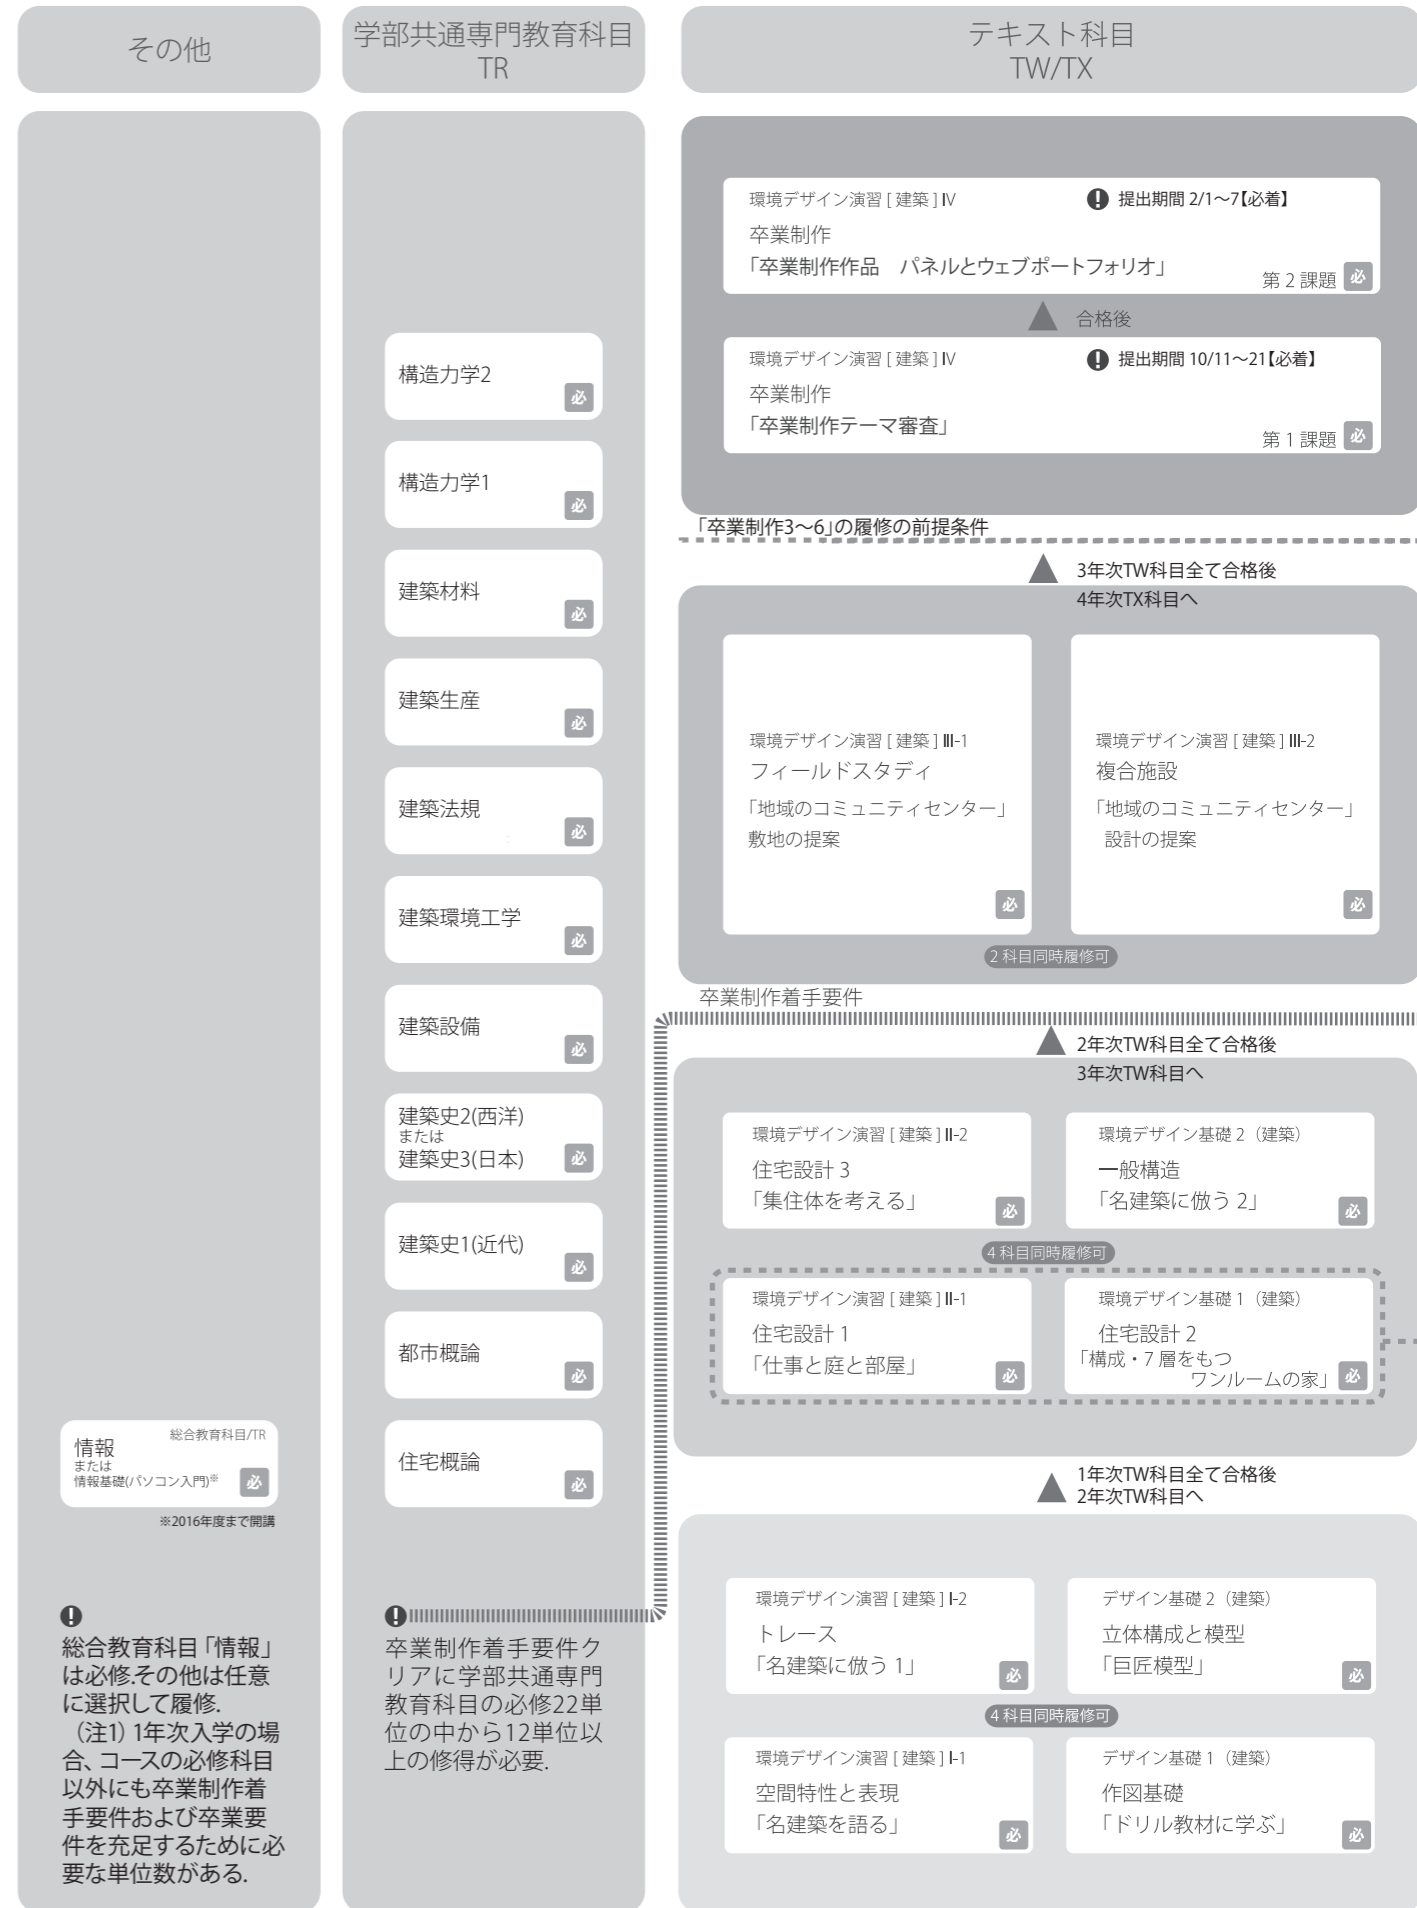 その他
学部共通専門教育科目
TR
テキスト科目
TW/TX
環境デザイン演習 [ 建築 ] IV
提出期間 2/1〜7【必着】
卒業制作
「卒業制作作品　パネルとウェブポートフォリオ」
第 2 課題 必
合格後
環境デザイン演習 [ 建築 ] IV
提出期間 10/11〜21【必着】
卒業制作
「卒業制作テーマ審査」
第 1 課題 必
「卒業制作3〜6」の履修の前提条件
3年次TW科目全て合格後
4年次TX科目へ
環境デザイン演習 [ 建築 ] III-1
フィールドスタディ
「地域のコミュニティセンター」
敷地の提案
必
環境デザイン演習 [ 建築 ] III-2
複合施設
「地域のコミュニティセンター」
設計の提案
必
2 科目同時履修可
卒業制作着手要件
2年次TW科目全て合格後
3年次TW科目へ
環境デザイン演習 [ 建築 ] II-2
住宅設計 3
「集住体を考える」
必
環境デザイン基礎 2（建築）
一般構造
「名建築に倣う 2」
必
4 科目同時履修可
環境デザイン演習 [ 建築 ] II-1
住宅設計 1
「仕事と庭と部屋」
必
環境デザイン基礎 1（建築）
住宅設計 2
「構成・7 層をもつ
ワンルームの家」
必
1年次TW科目全て合格後
2年次TW科目へ
環境デザイン演習 [ 建築 ] I-2
トレース
「名建築に倣う 1」
必
デザイン基礎 2（建築）
立体構成と模型
「巨匠模型」
必
4 科目同時履修可
環境デザイン演習 [ 建築 ] I-1
空間特性と表現
「名建築を語る」
必
デザイン基礎 1（建築）
作図基礎
「ドリル教材に学ぶ」
必
構造力学2
必
構造力学1
必
建築材料
必
建築生産
必
建築法規
必
建築環境工学
必
建築設備
必
建築史2(西洋)
または
建築史3(日本)
必
建築史1(近代)
必
都市概論
必
住宅概論
必
卒業制作着手要件ク
リアに学部共通専門
教育科目の必修22単
位の中から12単位以
上の修得が必要.
総合教育科目/TR
情報
または
情報基礎(パソコン入門)※
必
※2016年度まで開講
総合教育科目「情報」
は必修.その他は任意
に選択して履修.
（注1）1年次入学の場
合、コースの必修科目
以外にも卒業制作着
手要件および卒業要
件を充足するために必
要な単位数がある.